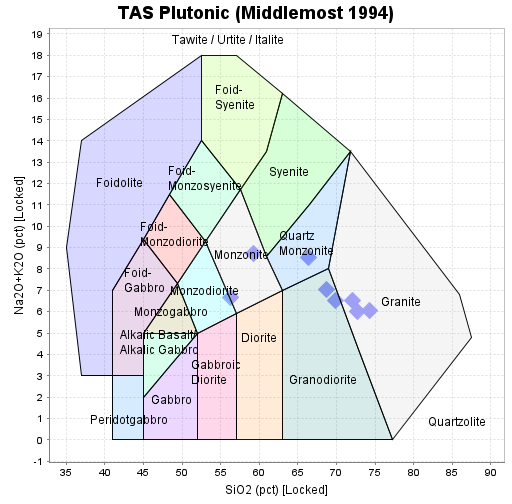 TAS Plutonic (Middlemost 1994)
19
18
17
16
15
14
13
12
11
10
9
8
7
6
5
4
3
2
1
0
-1
Na2O+K2O (pct) [Locked]
Tawite / Urtite / Italite
Foid-
Syenite
Foid-
Monzosyenite
Syenite
Foidolite
Foid-
Monzodiorite
Quartz
Monzonite
Monzonite
Foid-
Gabbro
Monzodiorite
Monzogabbro
Granite
Alkalic Basalt
Alkalic Gabbro
Diorite
Gabbroic
Diorite
Granodiorite
Gabbro
Peridotgabbro
Quartzolite
35 40 45 50 55 60 65 70 75 80 85 90
SiO2 (pct) [Locked]